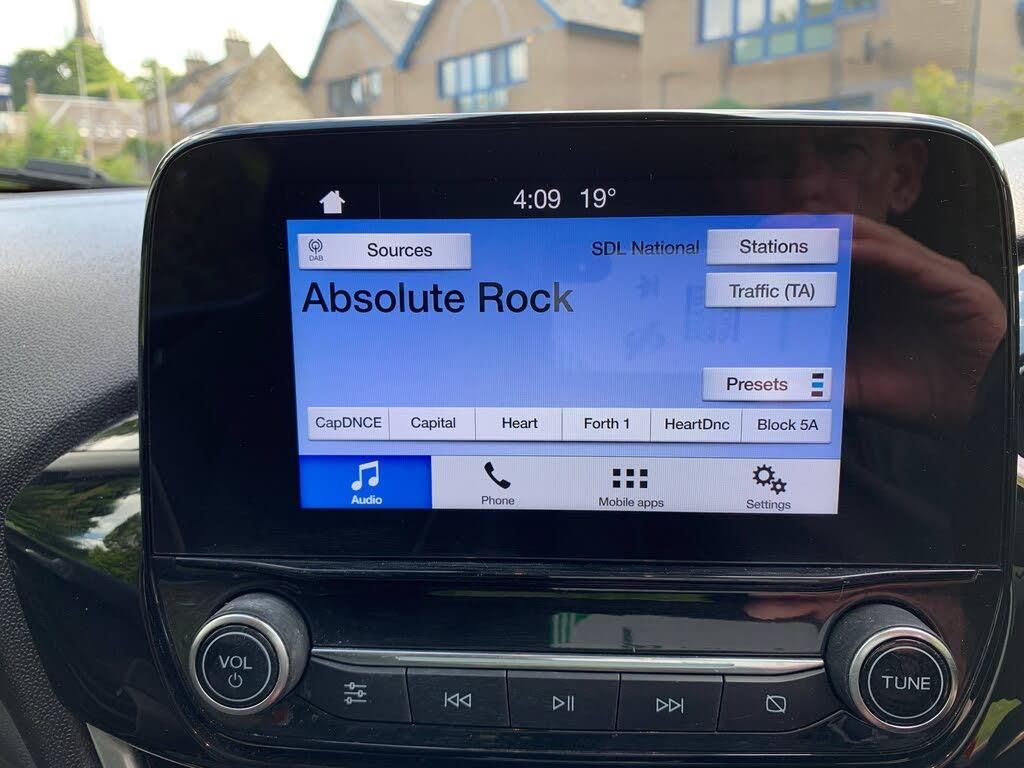 4:09 19°
DAB
Sources
SDL National
Stations
Absolute Rock
Traffic (TA)
Presets
CapDNCE
Capital
Heart
Forth 1
HeartDnc
Block 5A
Audio
Phone
Mobile apps
Settings
VOL
TUNE